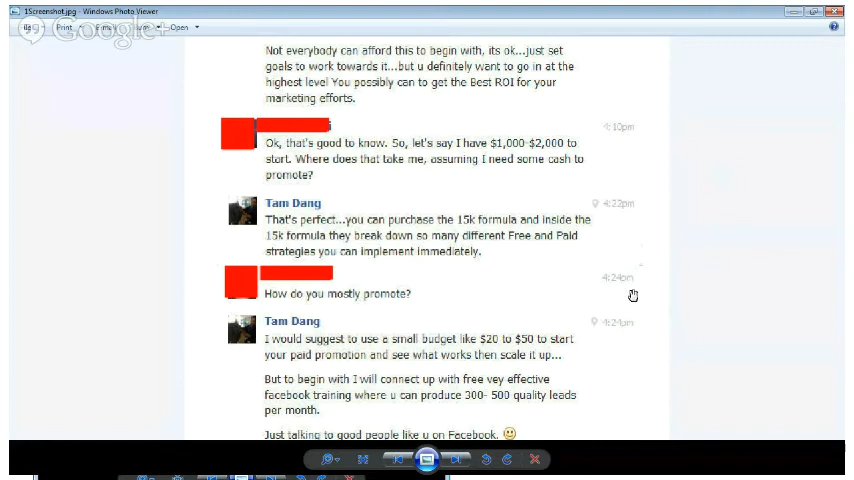 1Screenshot.jpg - Windows Photo Viewer
Print
Open
Google+
Not everybody can afford this to begin with, its ok...just set
goals to work towards it...but u definitely want to go in at the
highest level You possibly can to get the Best ROI for your
marketing efforts.
4:10pm
Ok, that's good to know. So, let's say I have $1,000-$2,000 to
start. Where does that take me, assuming I need some cash to
promote?
Tam Dang 4:22pm
That's perfect...you can purchase the 15k formula and inside the
15k formula they break down so many different Free and Paid
strategies you can implement immediately.
4:24pm
How do you mostly promote?
Tam Dang 4:24pm
I would suggest to use a small budget like $20 to $50 to start
your paid promotion and see what works then scale it up...
But to begin with I will connect up with free vey effective
facebook training where u can produce 300- 500 quality leads
per month.
Just talking to good people like u on Facebook.